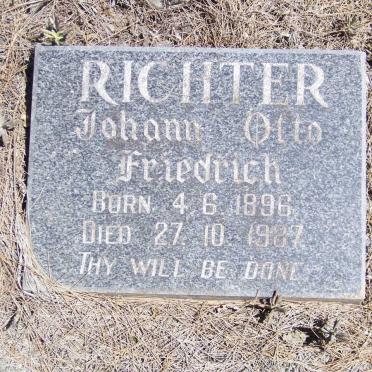 RICHTER
Johann Otto
Friedrich
BORN 4. 6. 1896
DIED 27. 10. 1987
THY WILL BE DONE